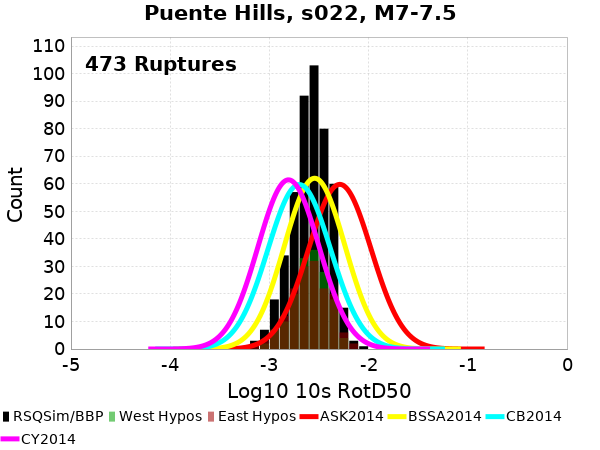 Puente Hills, s022, M7-7.5
473 Ruptures
110
100
90
80
70
60
50
40
30
20
10
0
Count
-5 -4 -3 -2 -1 0
Log10 10s RotD50
RSQSim/BBP West Hypos East Hypos ASK2014 BSSA2014 CB2014
CY2014